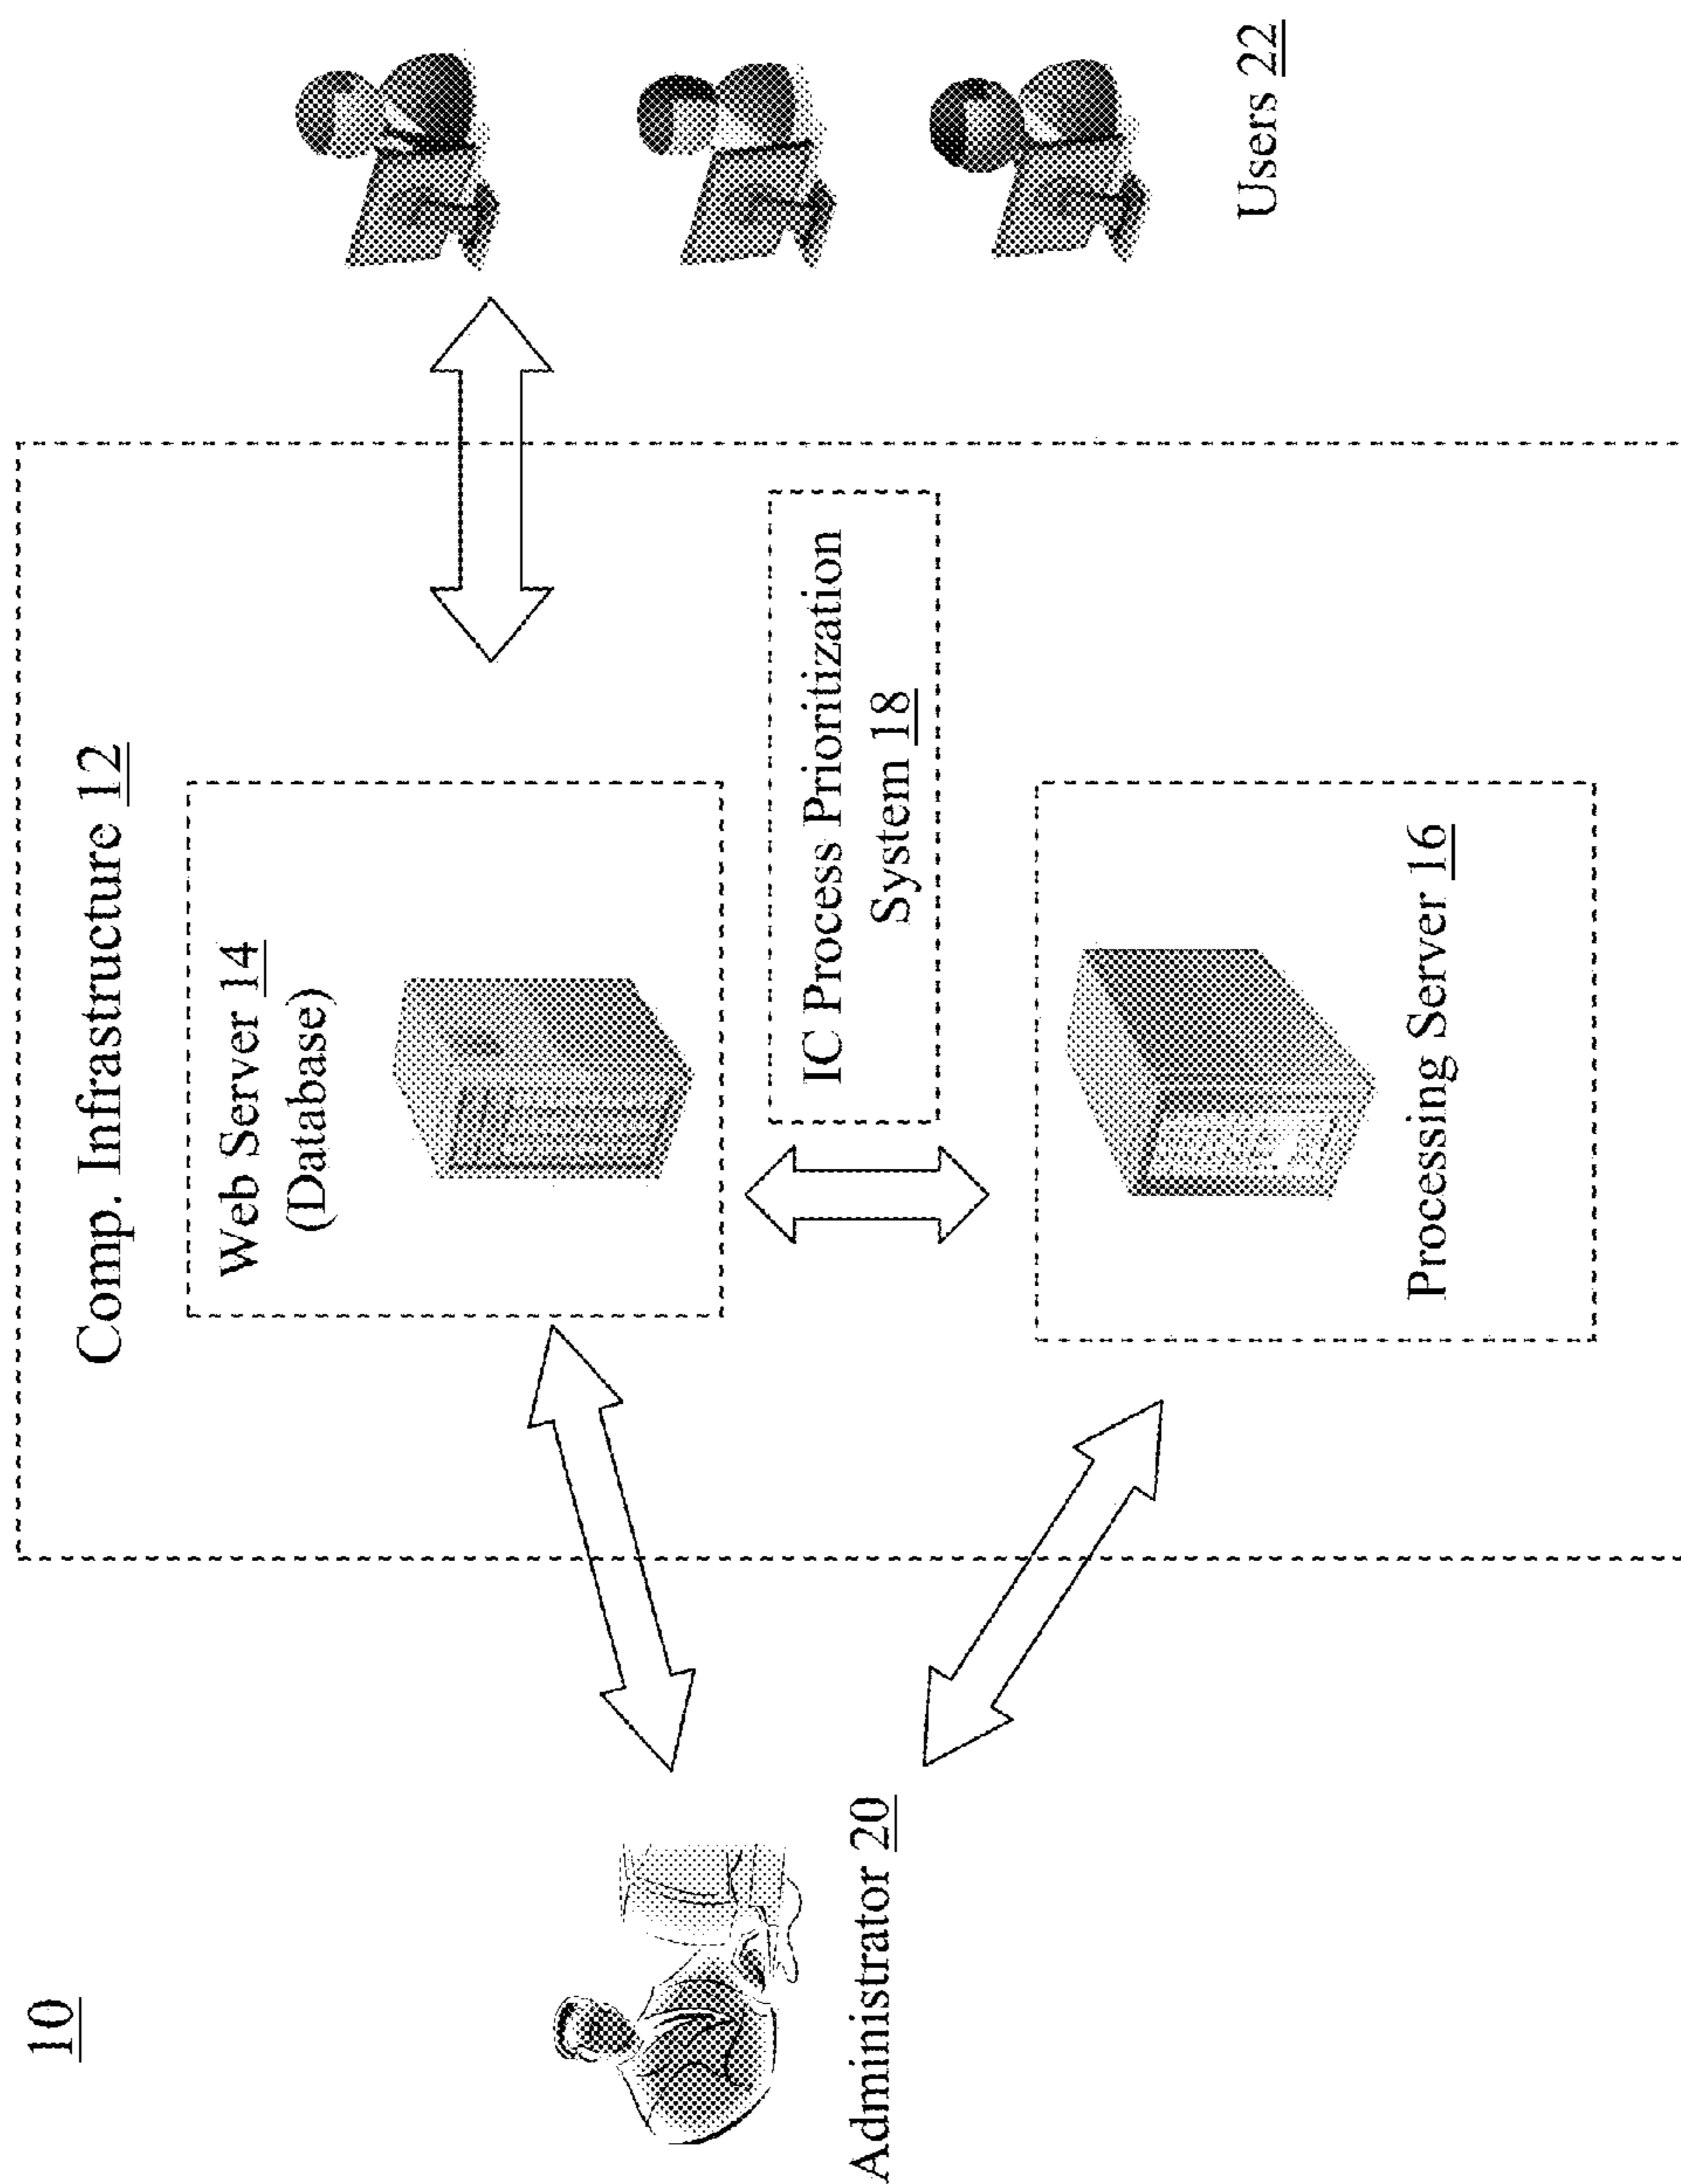 10
Comp. Infrastructure 12
Web Server 14
(Database)
IC Process Prioritization
System 18
Processing Server 16
Administrator 20
Users 22